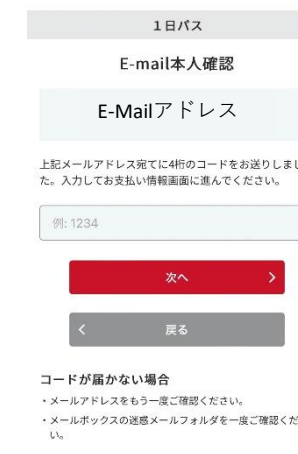 1日パス
E-mail本人確認
E-Mailアドレス
上記メールアドレス宛てに4桁のコードをお送りしまし
た。入力してお支払い情報画面に進んでください。
例: 1234
次へ
戻る
コードが届かない場合
・メールアドレスをもう一度ご確認ください。
・メールボックスの迷惑メールフォルダを一度ご確認くだ
い。